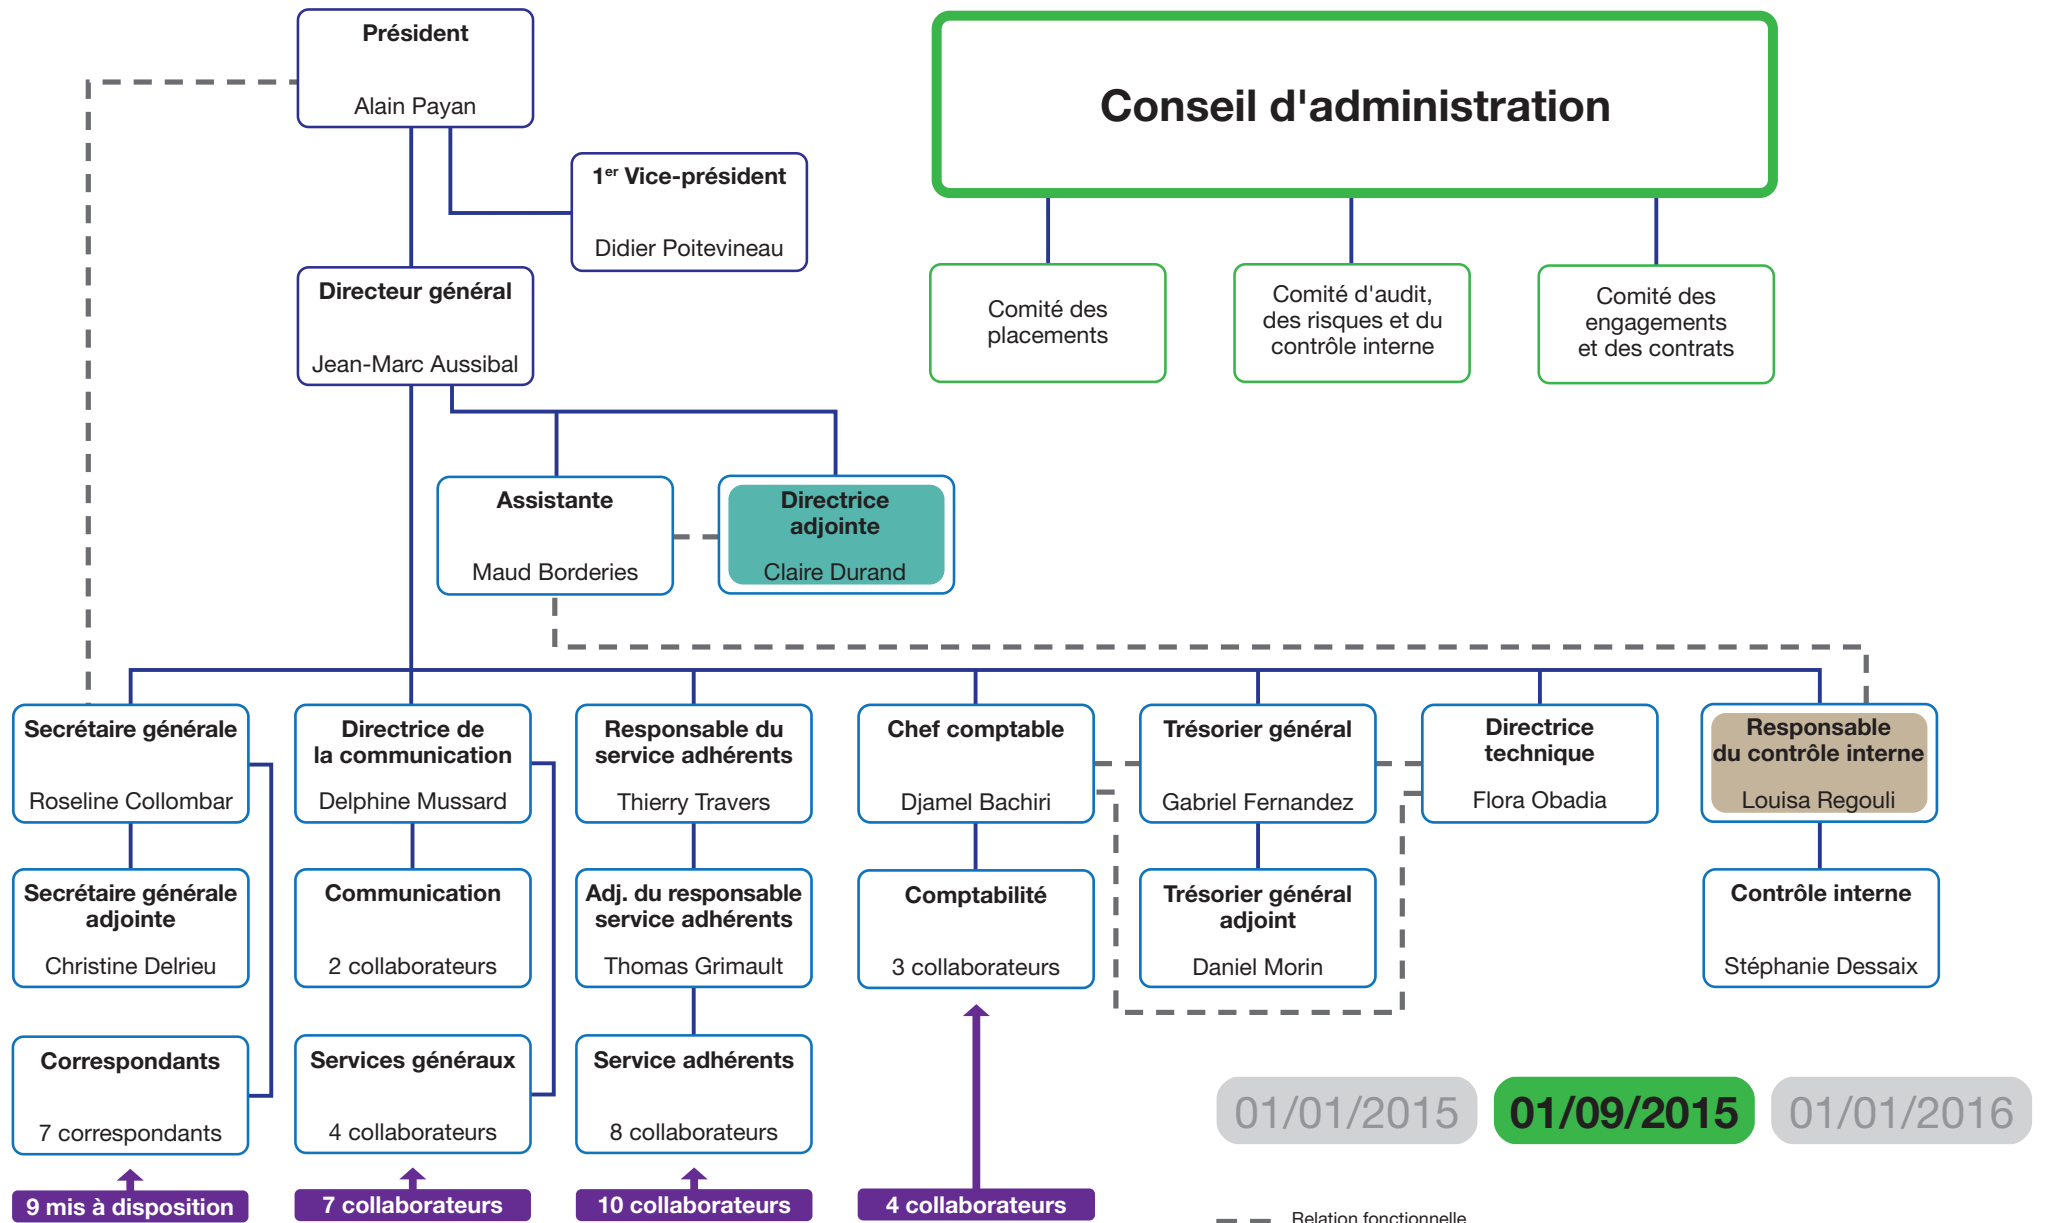 Président
Alain Payan
Conseil d'administration
1er Vice-président
Didier Poitevineau
Directeur général
Jean-Marc Aussibal
Comité des
placements
Comité d'audit,
des risques et du
contrôle interne
Comité des
engagements
et des contrats
Assistante
Maud Borderies
Directrice
adjointe
Claire Durand
Secrétaire générale
Roseline Collombar
Directrice de
la communication
Delphine Mussard
Responsable du
service adhérents
Thierry Travers
Chef comptable
Djamel Bachiri
Trésorier général
Gabriel Fernandez
Directrice
technique
Flora Obadia
Responsable
du contrôle interne
Louisa Regouli
Secrétaire générale
adjointe
Christine Delrieu
Communication
2 collaborateurs
Adj. du responsable
service adhérents
Thomas Grimault
Comptabilité
3 collaborateurs
Trésorier général
adjoint
Daniel Morin
Contrôle interne
Stéphanie Dessaix
Correspondants
7 correspondants
Services généraux
4 collaborateurs
Service adhérents
8 collaborateurs
01/01/2015
01/09/2015
01/01/2016
9 mis à disposition
7 collaborateurs
10 collaborateurs
4 collaborateurs
Relation fonctionnelle